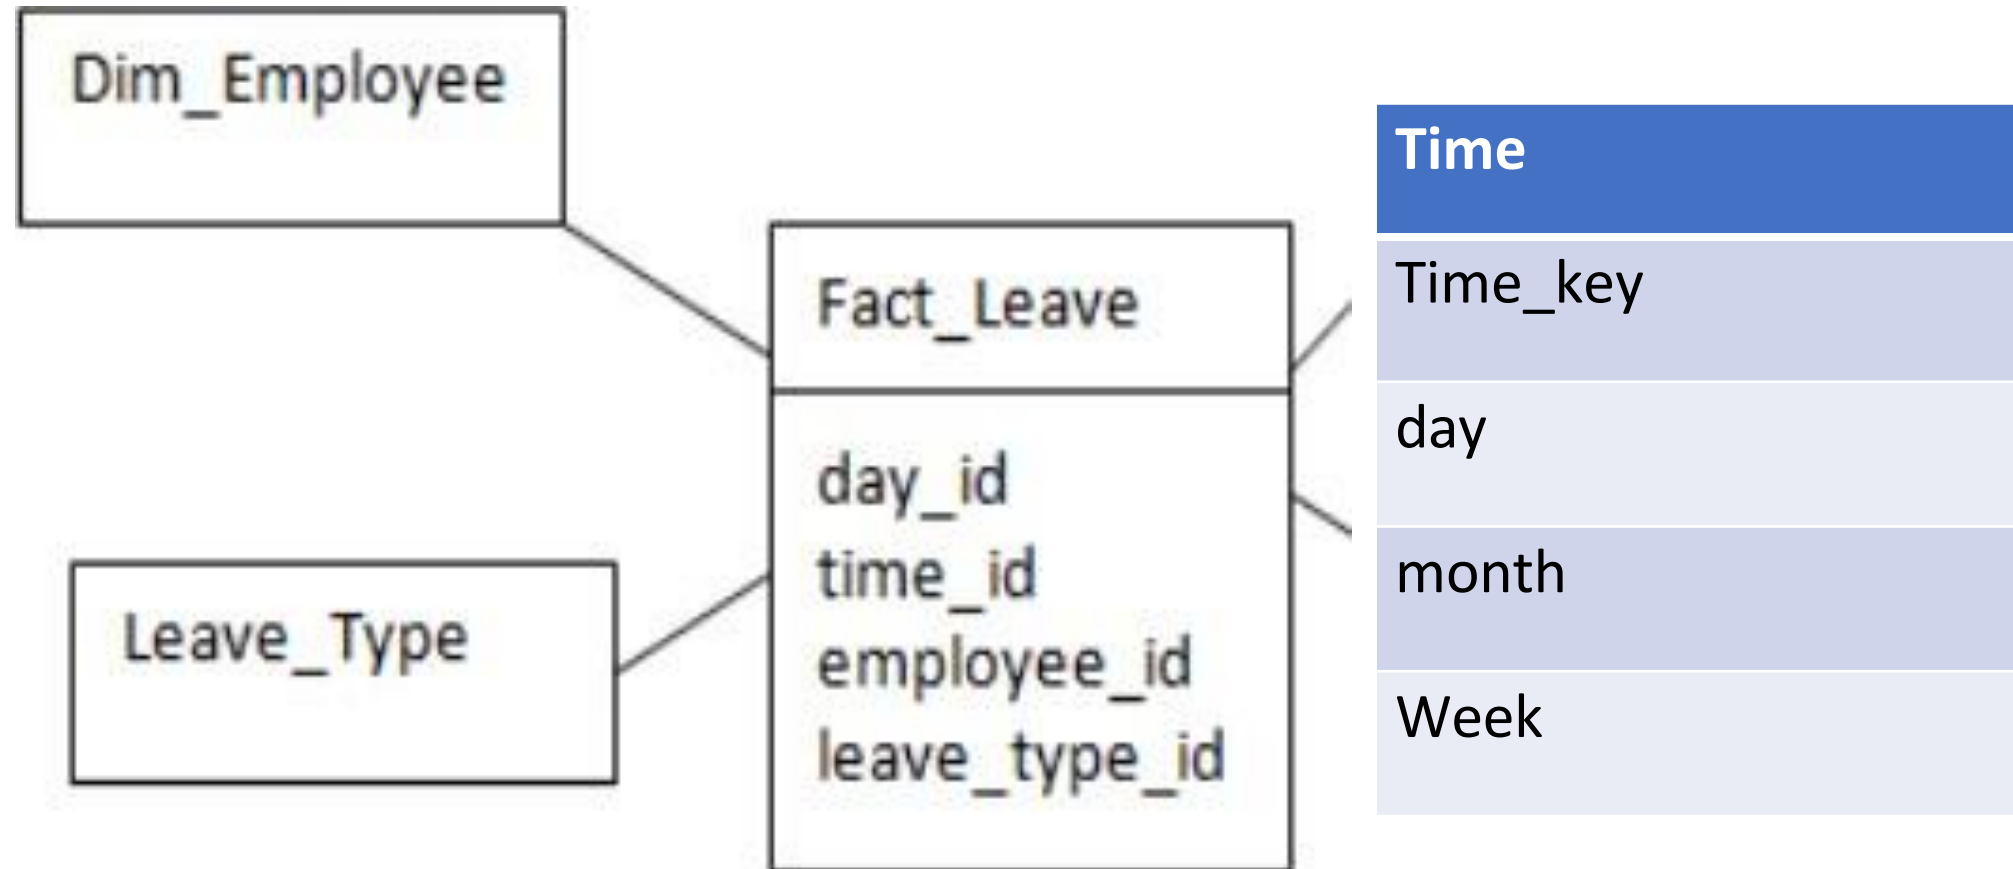 Dim_Employee
Leave_Type
Fact_Leave
day_id
time_id
employee_id
leave_type_id
Time
Time_key
day
month
Week